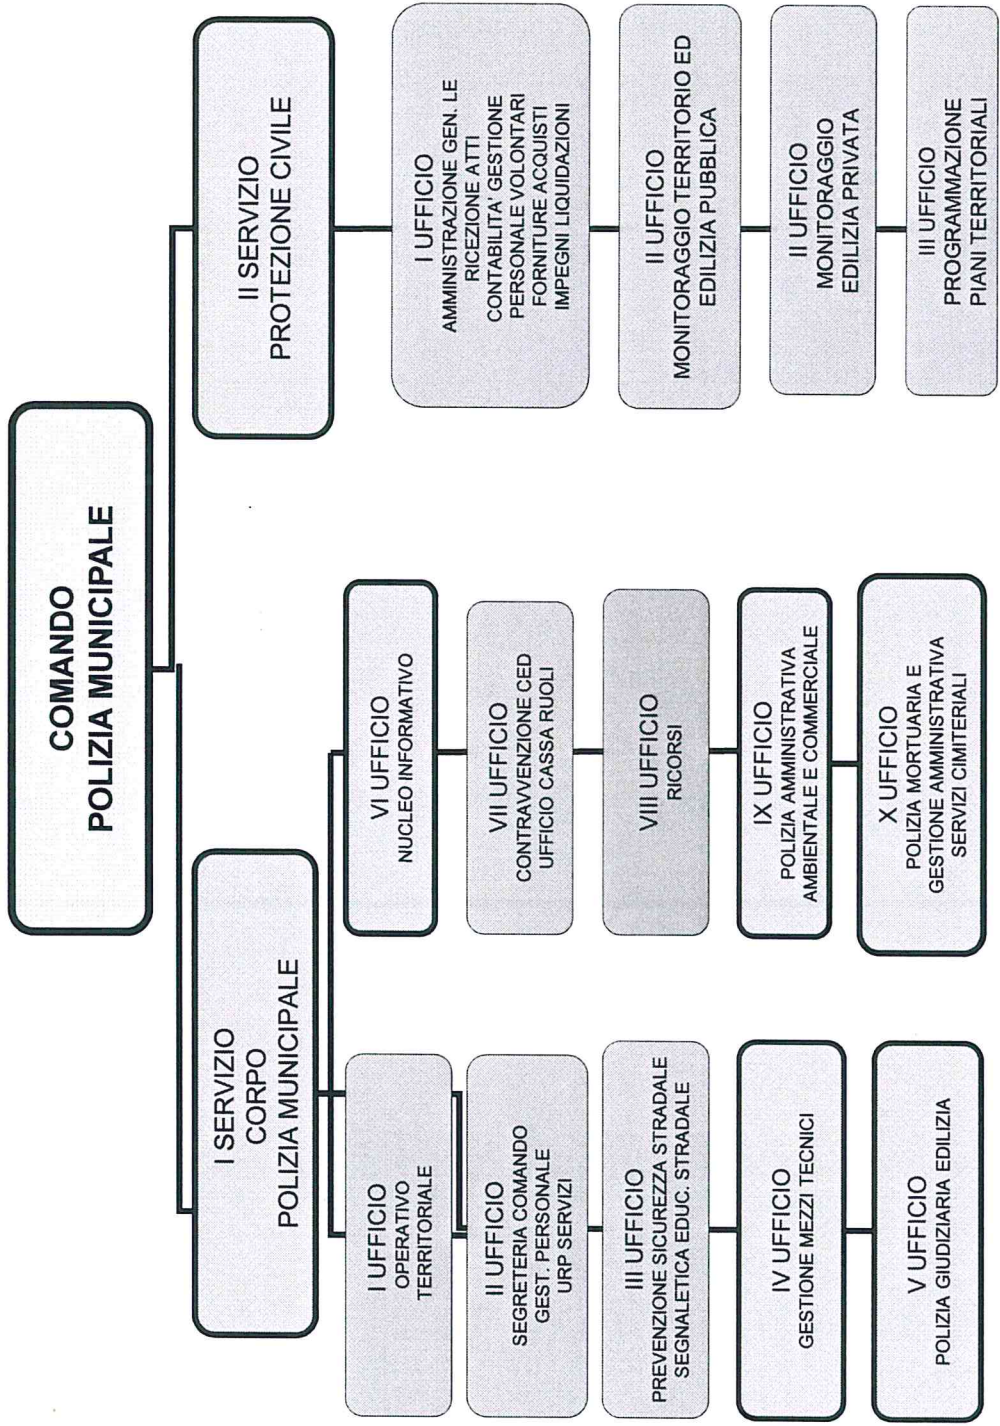 COMANDO
POLIZIA MUNICIPALE
I SERVIZIO
CORPO
POLIZIA MUNICIPALE
I UFFICIO
OPERATIVO
TERRITORIALE
II UFFICIO
SEGRETERIA COMANDO
GEST. PERSONALE
URP SERVIZI
III UFFICIO
PREVENZIONE SICUREZZA STRADALE
SEGNALETICA EDUC. STRADALE
IV UFFICIO
GESTIONE MEZZI TECNICI
V UFFICIO
POLIZIA GIUDIZIARIA EDILIZIA
VI UFFICIO
NUCLEO INFORMATIVO
VII UFFICIO
CONTRAVVENZIONE CED
UFFICIO CASSA RUOLI
VIII UFFICIO
RICORSI
IX UFFICIO
POLIZIA AMMINISTRATIVA
AMBIENTALE E COMMERCIALE
X UFFICIO
POLIZIA MORTUARIA E
GESTIONE AMMINISTRATIVA
SERVIZI CIMITERIALI
II SERVIZIO
PROTEZIONE CIVILE
I UFFICIO
AMMINISTRAZIONE GEN. LE
RICEZIONE ATTI
CONTABILITA' GESTIONE
PERSONALE VOLONTARI
FORNITURE ACQUISTI
IMPEGNI LIQUIDAZIONI
II UFFICIO
MONITORAGGIO TERRITORIO ED
EDILIZIA PUBBLICA
II UFFICIO
MONITORAGGIO
EDILIZIA PRIVATA
III UFFICIO
PROGRAMMAZIONE
PIANI TERRITORIALI